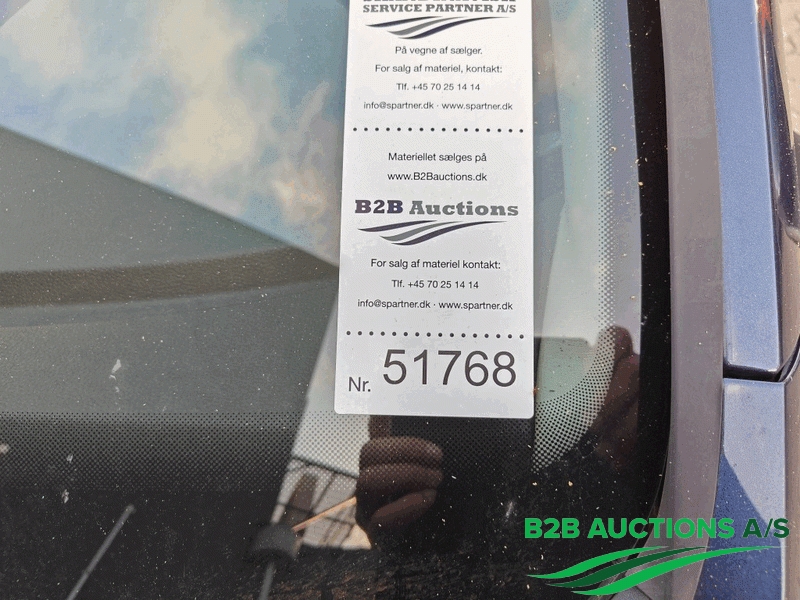 SERVICE PARTNER A/S
På vegne af sælger.
For salg af materiel, kontakt:
Tlf. +45 70 25 14 14
info@spartner.dk · www.spartner.dk
Materiellet sælges på
www.B2Bauctions.dk
B2B Auctions
For salg af materiel kontakt:
Tlf. +45 70 25 14 14
info@spartner.dk · www.spartner.dk
Nr. 51768
B2B AUCTIONS A/S